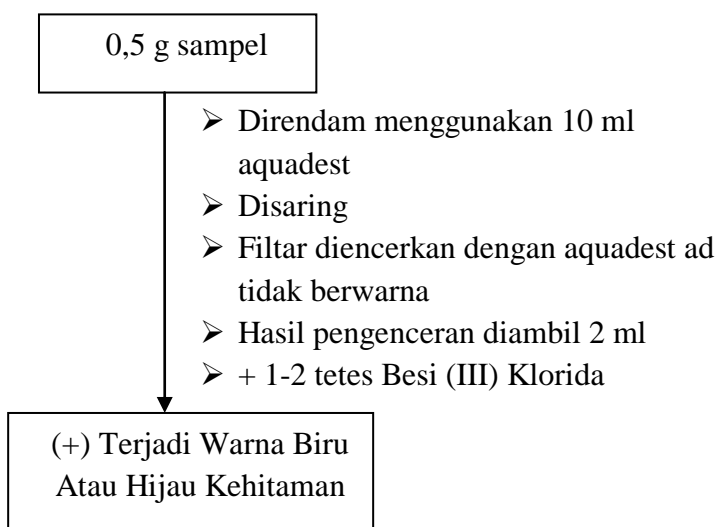 0,5 g sampel
➢ Direndam menggunakan 10 ml
aquadest
➢ Disaring
➢ Filtar diencerkan dengan aquadest ad
tidak berwarna
➢ Hasil pengenceran diambil 2 ml
➢ + 1-2 tetes Besi (III) Klorida
(+) Terjadi Warna Biru
Atau Hijau Kehitaman